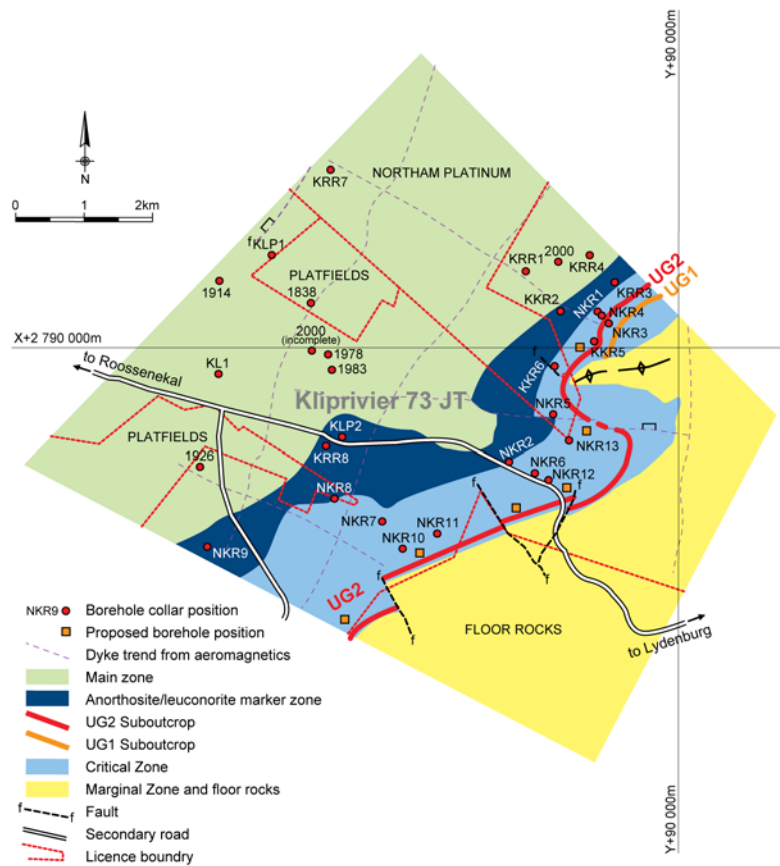 Y+90 000m
N
0 1 2km
NORTHAM PLATINUM
KRR7
f
KLP1
1914
PLATFIELDS
1838
KRR1
2000
KRR4
UG2
UG1
KRR3
KKR2
NKR1
NKR4
NKR3
X+2 790 000m
2000
(incomplete)
1978
1983
KKR5
f
KKR6
to Roossenekal
KL1
Kliprivier 73 JT
NKR5
PLATFIELDS
1926
KLP2
KRR8
NKR2
NKR13
NKR6
NKR12
NKR8
f
f
NKR7
NKR11
NKR10
NKR9
f
f
UG2
f
FLOOR ROCKS
to Lydenburg
Y+90 000m
NKR9 Borehole collar position
Proposed borehole position
Dyke trend from aeromagnetics
Main zone
Anorthosite/leuconorite marker zone
UG2 Suboutcrop
UG1 Suboutcrop
Critical Zone
Marginal Zone and floor rocks
f f Fault
Secondary road
Licence boundry